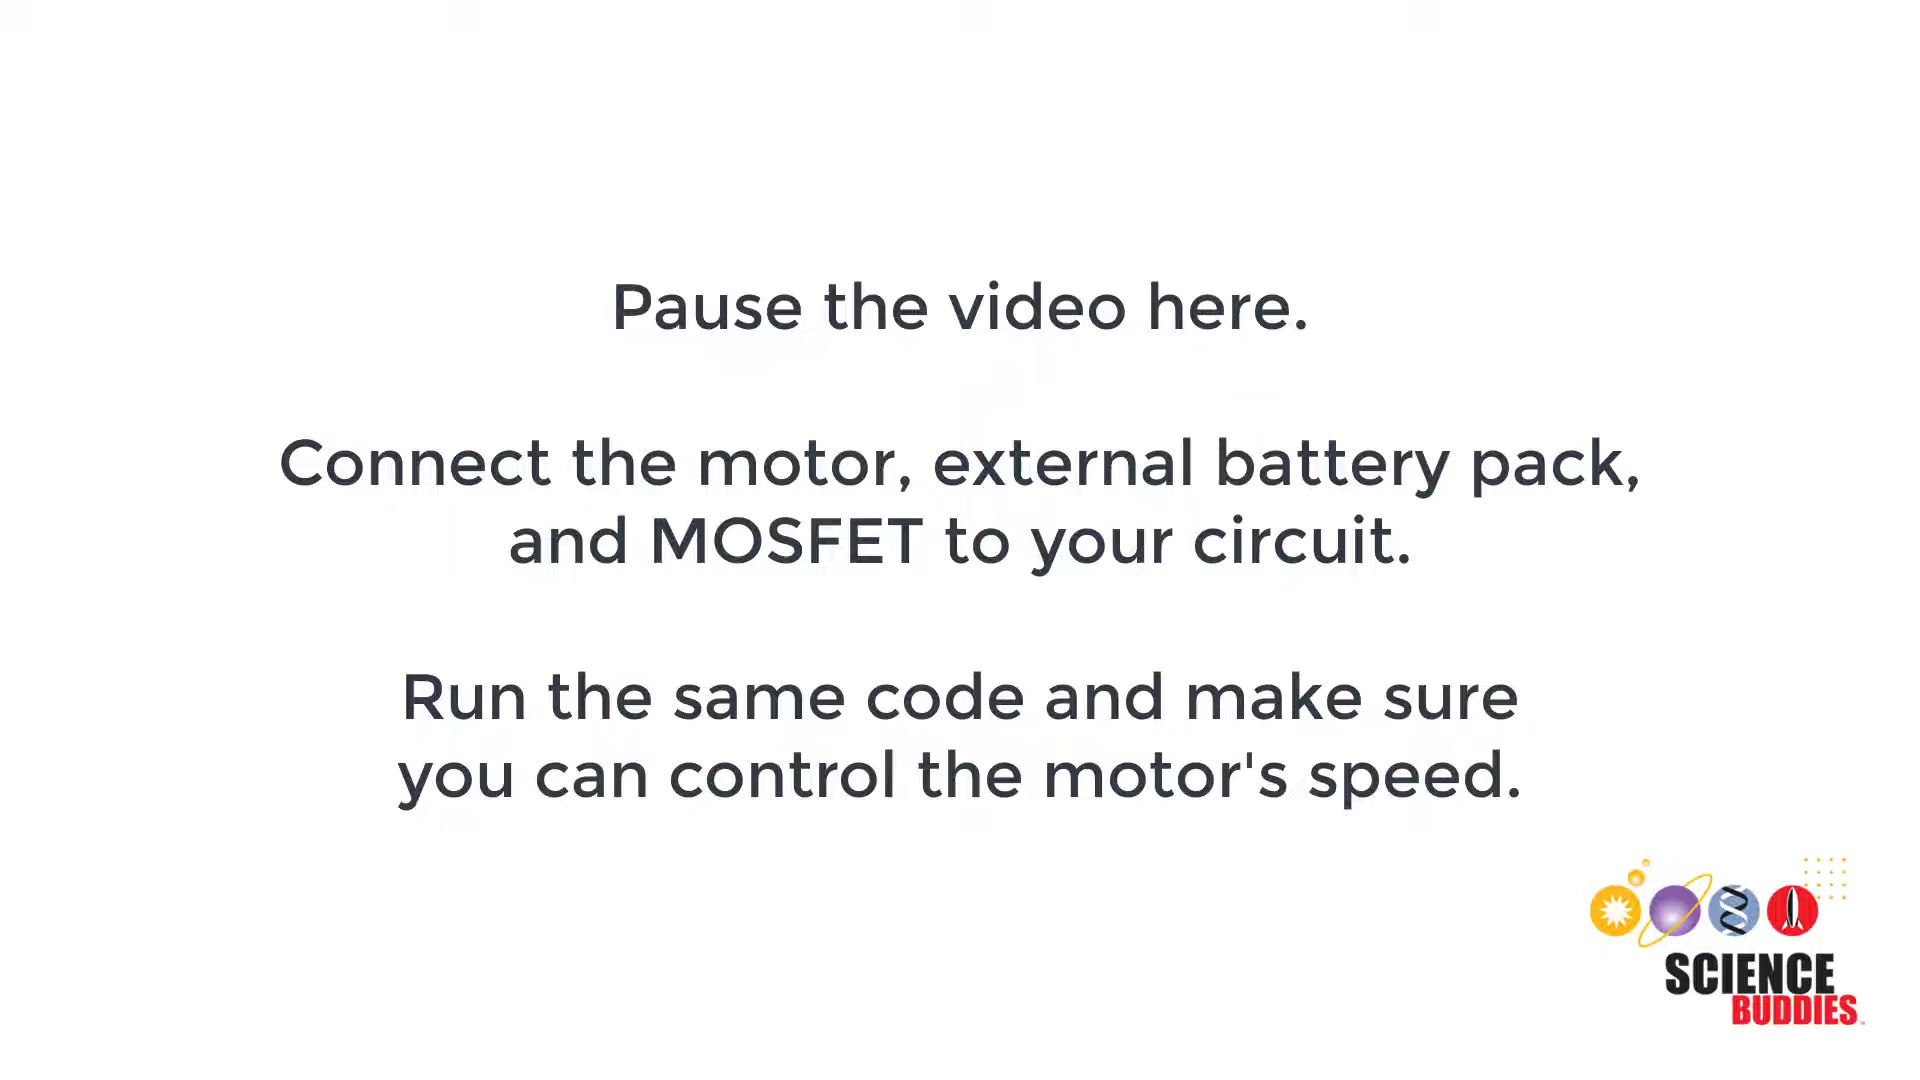 Pause the video here.
Connect the motor, external battery pack,
and MOSFET to your circuit.
Run the same code and make sure
you can control the motor's speed.
SCIENCE
BUDDIES